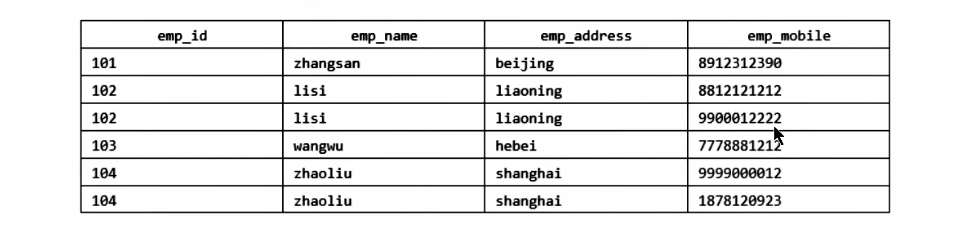 emp_id emp_name emp_address emp_mobile
101 zhangsan beijing 8912312390
102 lisi liaoning 8812121212
102 lisi liaoning 9900012222
103 wangwu hebei 7778881212
104 zhaoliu shanghai 9999000012
104 zhaoliu shanghai 1878120923